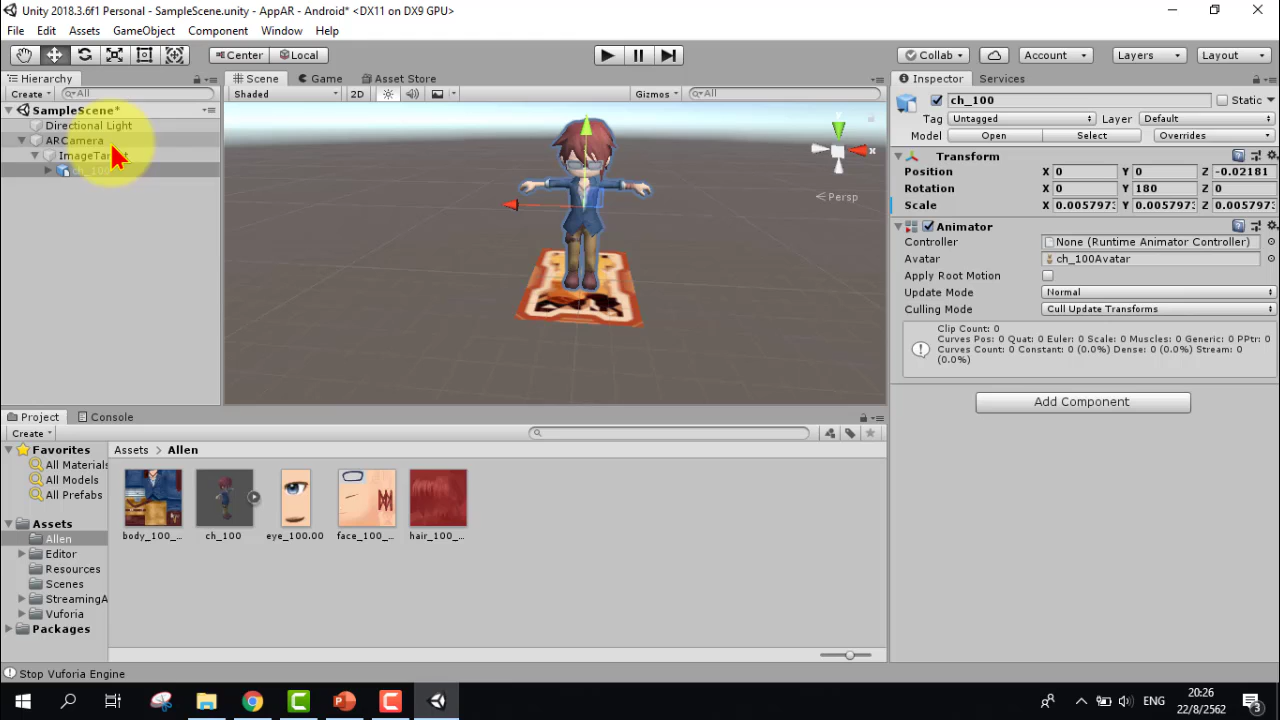 Unity 2018.3.6f1 Personal - SampleScene.unity - AppAR - Android* <DX11 on DX9 GPU>
File Edit Assets GameObject Component Window Help
Center Local Collab Account Layers Layout
Hierarchy
Create All
SampleScene*
Directional Light
ARCamera
ImageTarget
ch_100
Scene Game Asset Store
Shaded 2D Gizmos All
x
Persp
Inspector Services
ch_100 Static
Tag Untagged Layer Default
Model Open Select Overrides
Transform
Position X 0 Y 0 Z -0.02181
Rotation X 0 Y 180 Z 0
Scale X 0.005797 Y 0.005797 Z 0.005797
Animator
Controller None (Runtime Animator Controller)
Avatar ch_100Avatar
Apply Root Motion
Update Mode Normal
Culling Mode Cull Update Transforms
Clip Count: 0
Curves Pos: 0 Quat: 0 Euler: 0 Scale: 0 Muscles: 0 Generic: 0 PPtr: 0
Curves Count: 0 Constant: 0 (0.0%) Dense: 0 (0.0%) Stream: 0
(0.0%)
Add Component
Project Console
Create
Favorites
All Materials
All Models
All Prefabs
Assets
Allen
Editor
Resources
Scenes
StreamingA
Vuforia
Packages
Assets > Allen
body_100_... ch_100 eye_100.00 face_100_... hair_100_...
Stop Vuforia Engine
ENG
20:26
22/8/2562
3